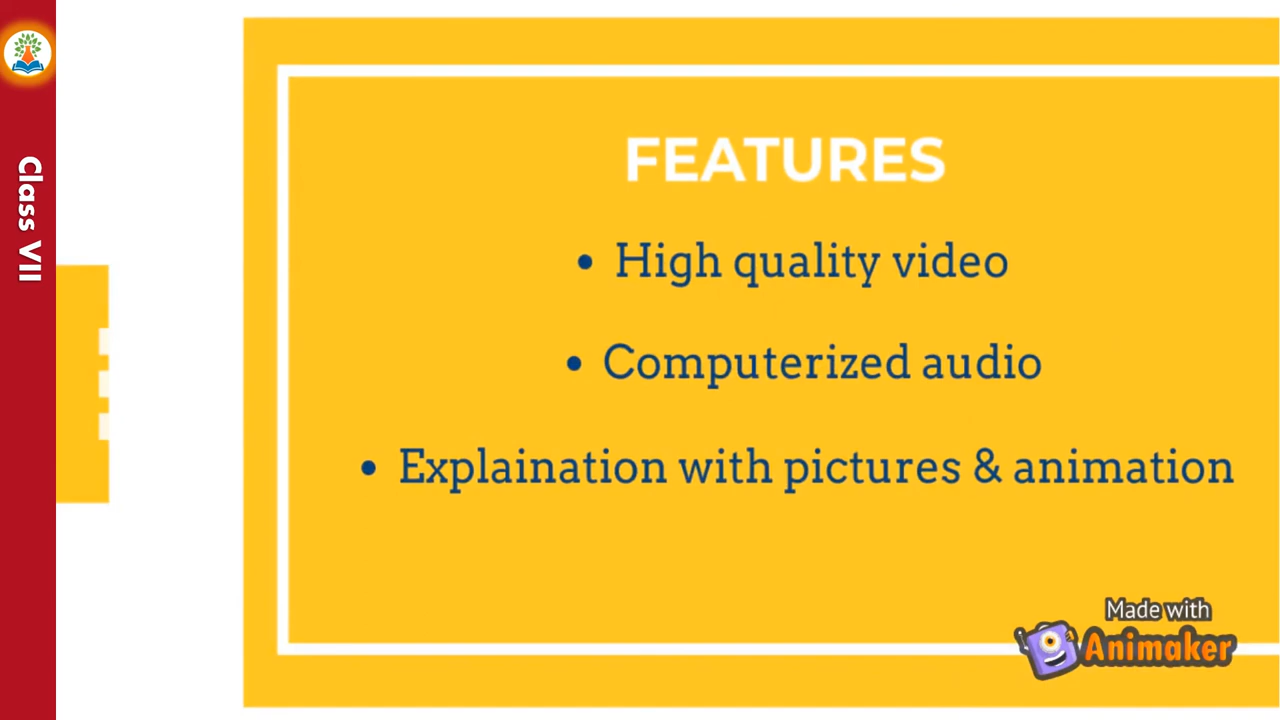 Class VII
FEATURES
• High quality video
• Computerized audio
• Explaination with pictures & animation
Made with
Animaker